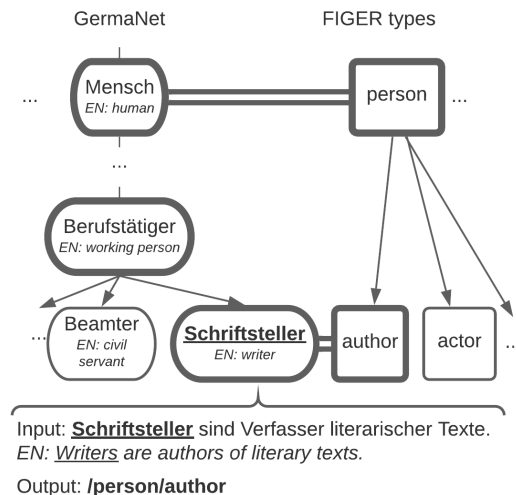 GermaNet
FIGER types
...
Mensch
EN: human
person
...
...
Berufstätiger
EN: working person
...
Beamter
EN: civil
servant
Schriftsteller
EN: writer
author
actor
..
Input: Schriftsteller sind Verfasser literarischer Texte.
EN: Writers are authors of literary texts.
Output: /person/author